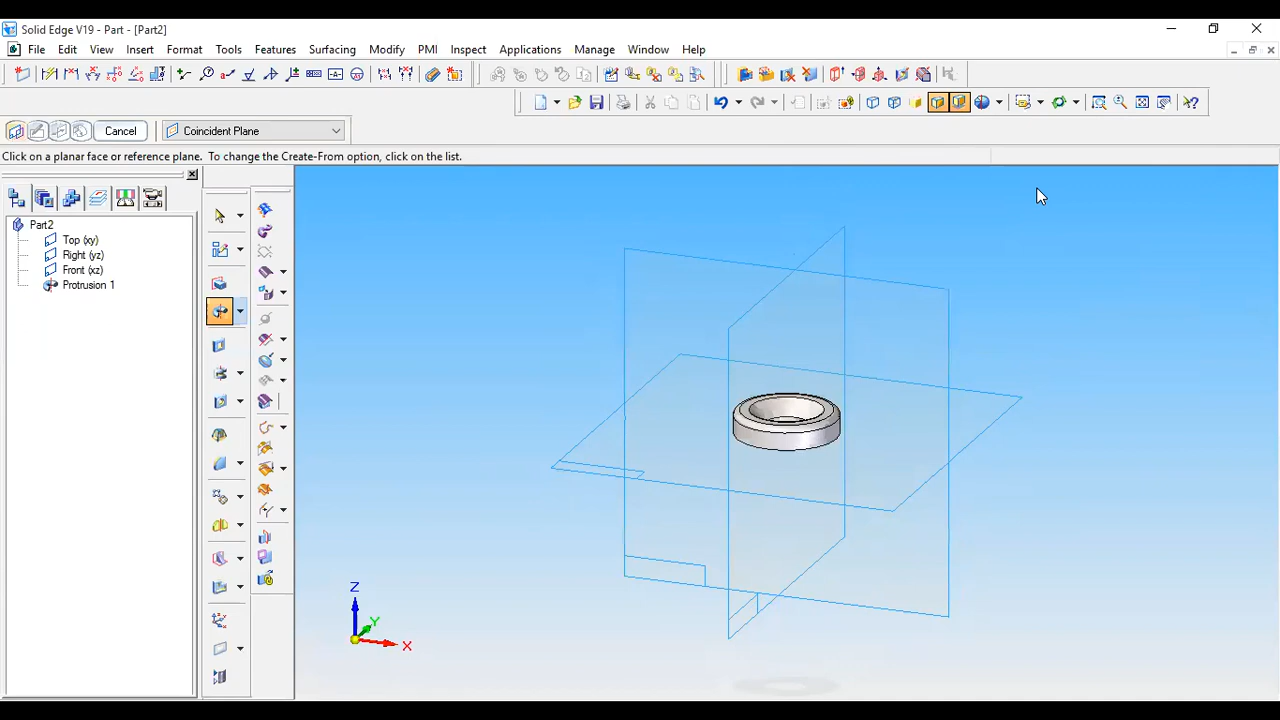 Solid Edge V19 - Part - [Part2]
File Edit View Insert Format Tools Features Surfacing Modify PMI Inspect Applications Manage Window Help
Cancel Coincident Plane
Click on a planar face or reference plane. To change the Create-From option, click on the list.
Part2
Top (xy)
Right (yz)
Front (xz)
Protrusion 1
Z
Y
X